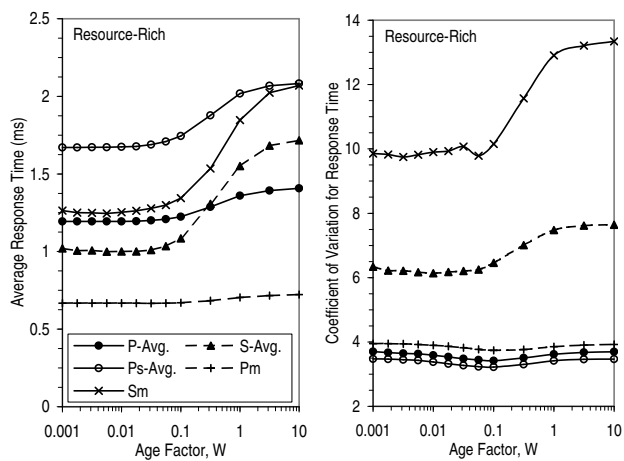 Resource-Rich
Average Response Time (ms)
2.5
2
1.5
1
0.5
0
P-Avg.
S-Avg.
Ps-Avg.
Pm
Sm
0.001 0.01 0.1 1 10
Age Factor, W
Resource-Rich
Coefficient of Variation for Response Time
14
12
10
8
6
4
2
0.001 0.01 0.1 1 10
Age Factor, W